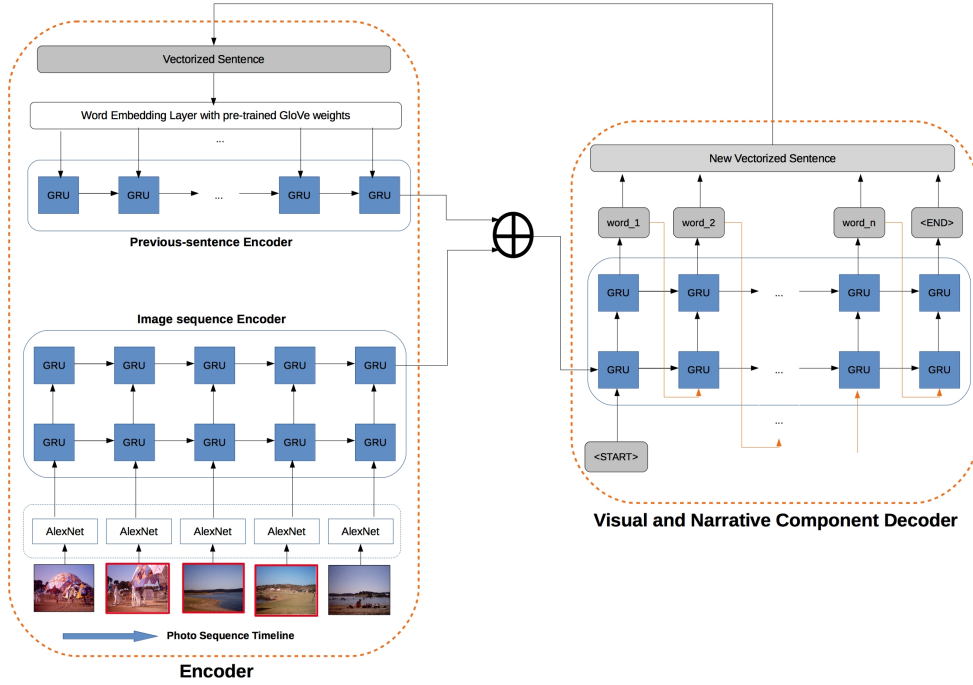 Vectorized Sentence
Word Embedding Layer with pre-trained GloVe weights
...
GRU GRU ... GRU GRU
Previous-sentence Encoder
Image sequence Encoder
GRU GRU GRU GRU GRU
GRU GRU GRU GRU GRU
AlexNet AlexNet AlexNet AlexNet AlexNet
Photo Sequence Timeline
Encoder
New Vectorized Sentence
word_1 word_2 word_n <END>
GRU GRU ... GRU GRU
GRU GRU ... GRU GRU
...
<START>
Visual and Narrative Component Decoder